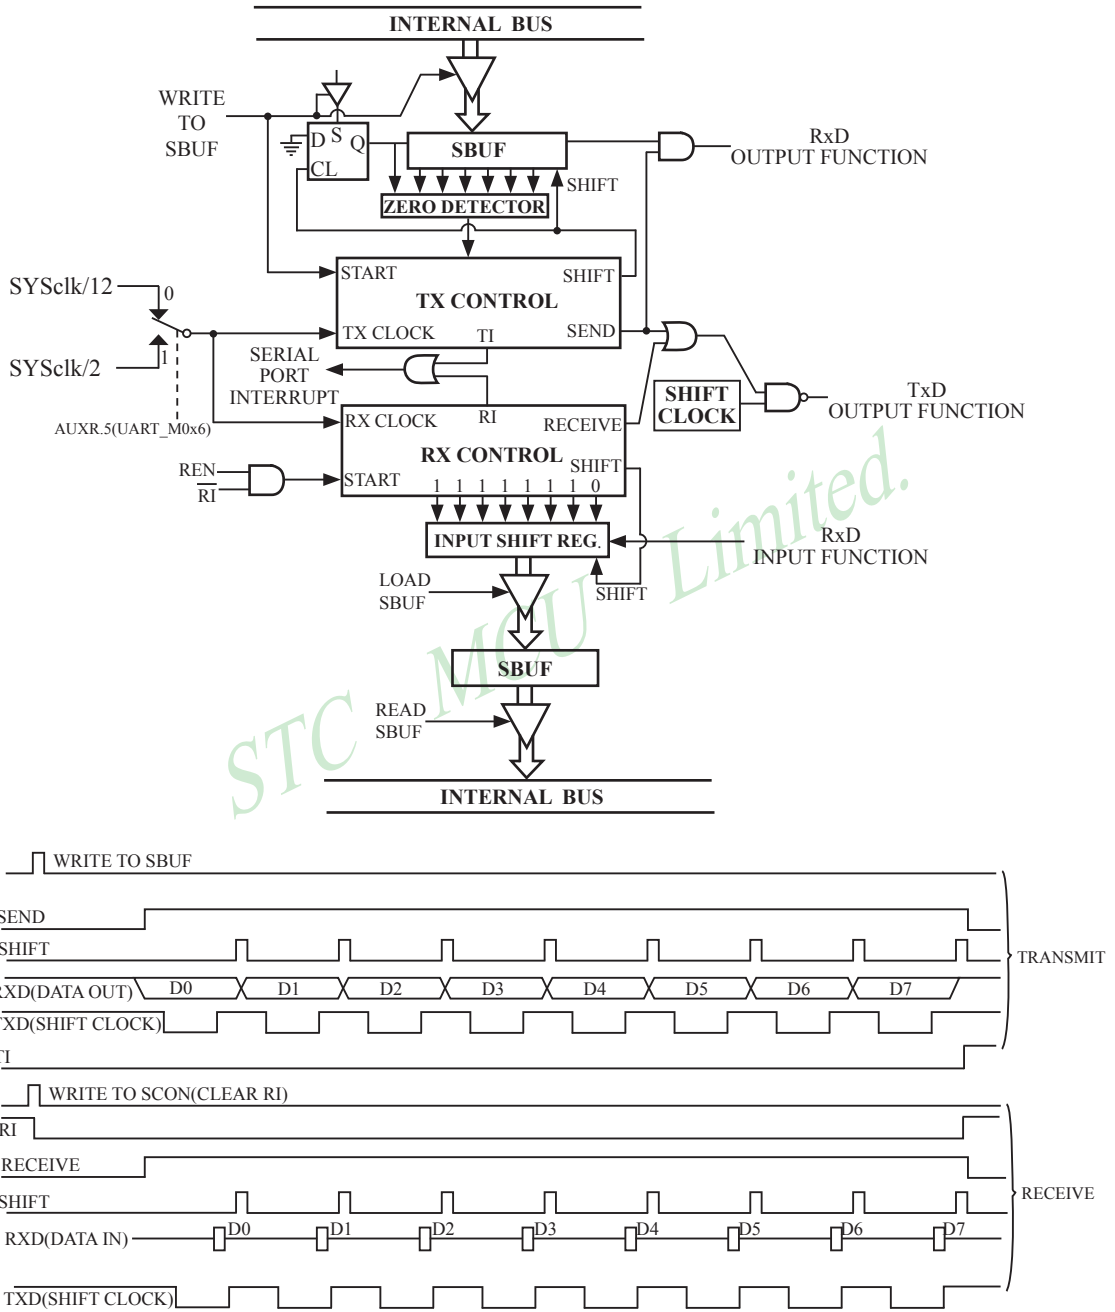 INTERNAL BUS
WRITE
TO
SBUF
D S Q
CL
SBUF
RxD
OUTPUT FUNCTION
SHIFT
ZERO DETECTOR
START
SHIFT
TX CONTROL
SYSclk/12
0
TX CLOCK
TI
SEND
SYSclk/2
1
SERIAL
PORT
INTERRUPT
SHIFT
CLOCK
TxD
OUTPUT FUNCTION
AUXR.5(UART_M0x6)
RX CLOCK
RI
RECEIVE
RX CONTROL
SHIFT
REN
RI
START
1 1 1 1 1 1 1 0
INPUT SHIFT REG.
RxD
INPUT FUNCTION
LOAD
SBUF
SHIFT
SBUF
READ
SBUF
INTERNAL BUS
STC MCU Limited.
WRITE TO SBUF
SEND
SHIFT
TRANSMIT
RXD(DATA OUT) D0 D1 D2 D3 D4 D5 D6 D7
TXD(SHIFT CLOCK)
TI
WRITE TO SCON(CLEAR RI)
RI
RECEIVE
SHIFT
RECEIVE
RXD(DATA IN) D0 D1 D2 D3 D4 D5 D6 D7
TXD(SHIFT CLOCK)